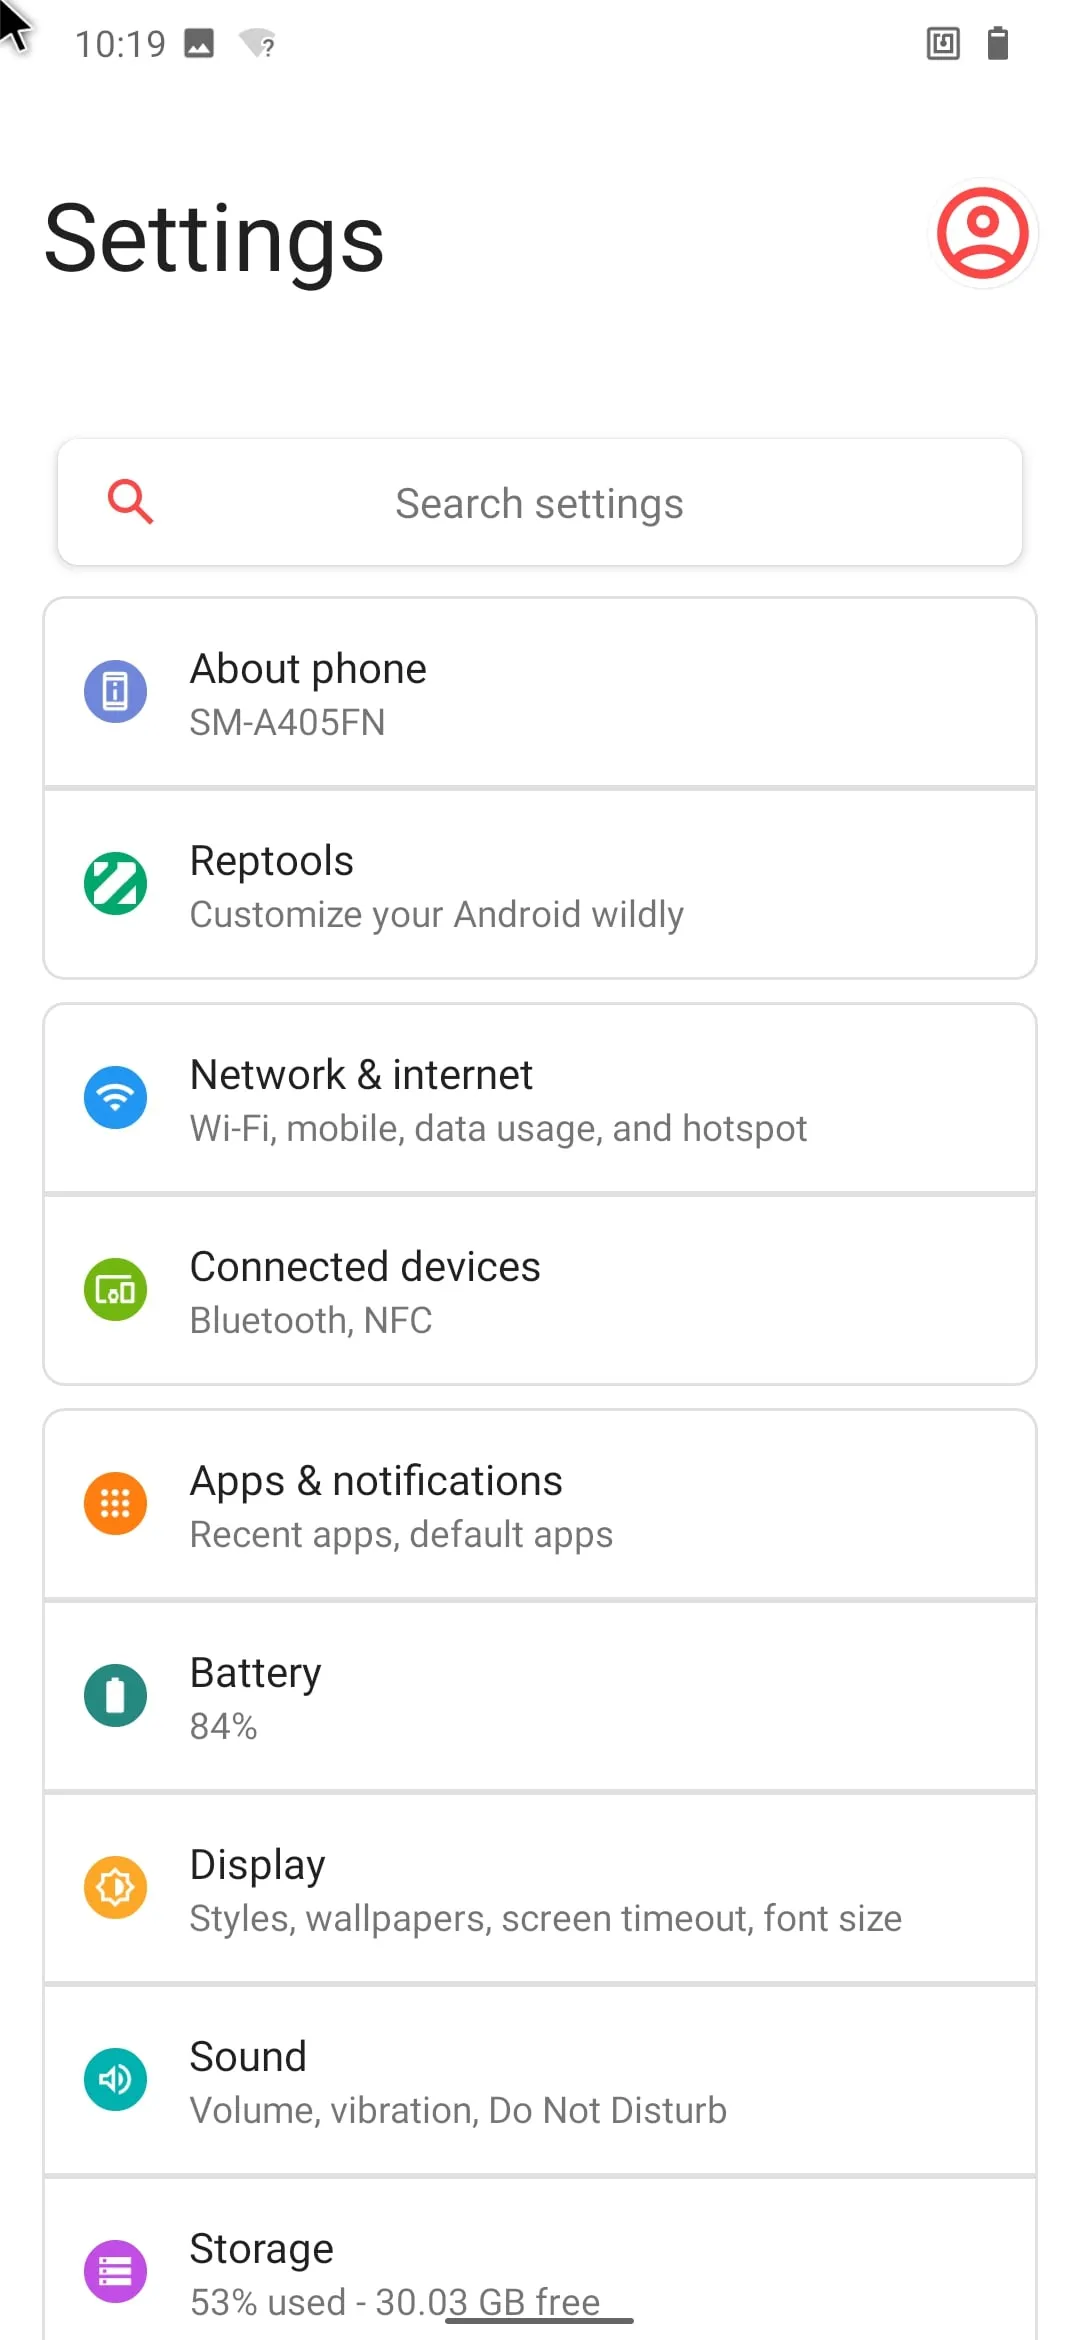 10:19
Settings
Search settings
About phone
SM-A405FN
Reptools
Customize your Android wildly
Network & internet
Wi-Fi, mobile, data usage, and hotspot
Connected devices
Bluetooth, NFC
Apps & notifications
Recent apps, default apps
Battery
84%
Display
Styles, wallpapers, screen timeout, font size
Sound
Volume, vibration, Do Not Disturb
Storage
53% used - 30.03 GB free